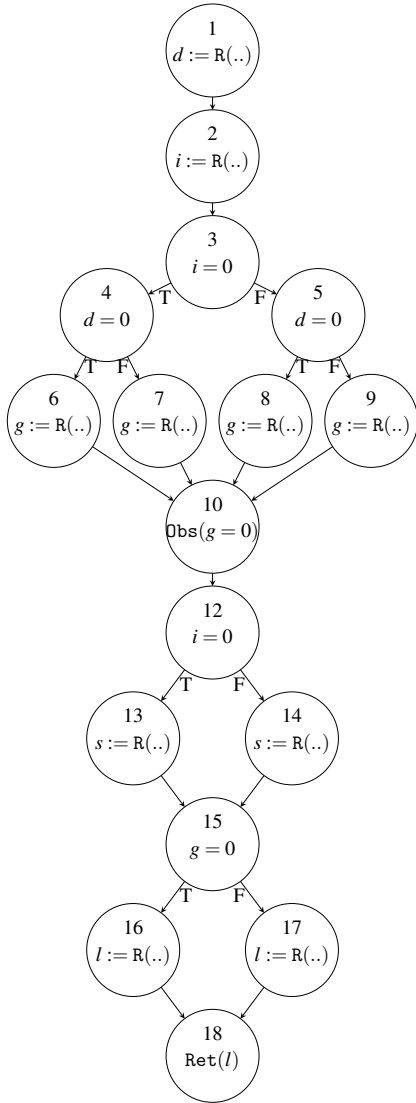 1
d := R(..)
2
i := R(..)
3
i = 0
T
F
4
d = 0
5
d = 0
T
F
T
F
6
g := R(..)
7
g := R(..)
8
g := R(..)
9
g := R(..)
10
Obs(g = 0)
12
i = 0
T
F
13
s := R(..)
14
s := R(..)
15
g = 0
T
F
16
l := R(..)
17
l := R(..)
18
Ret(l)